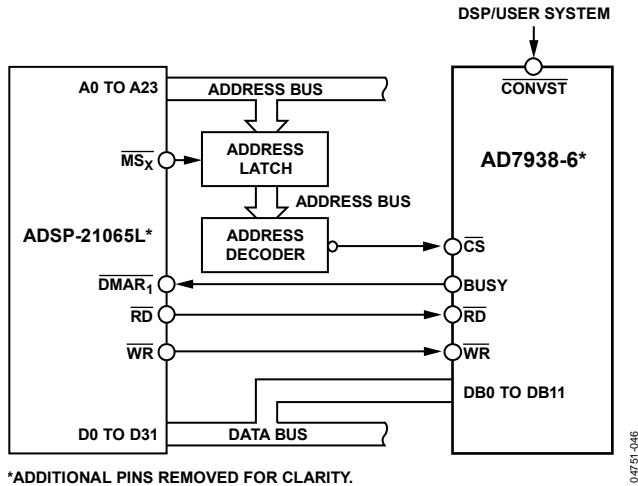 DSP/USER SYSTEM
A0 TO A23
ADDRESS BUS
CONVST
MSX
ADDRESS
LATCH
AD7938-6*
ADDRESS BUS
ADSP-21065L*
ADDRESS
DECODER
CS
DMAR1
BUSY
RD
RD
WR
WR
DB0 TO DB11
D0 TO D31
DATA BUS
*ADDITIONAL PINS REMOVED FOR CLARITY.
04751-046